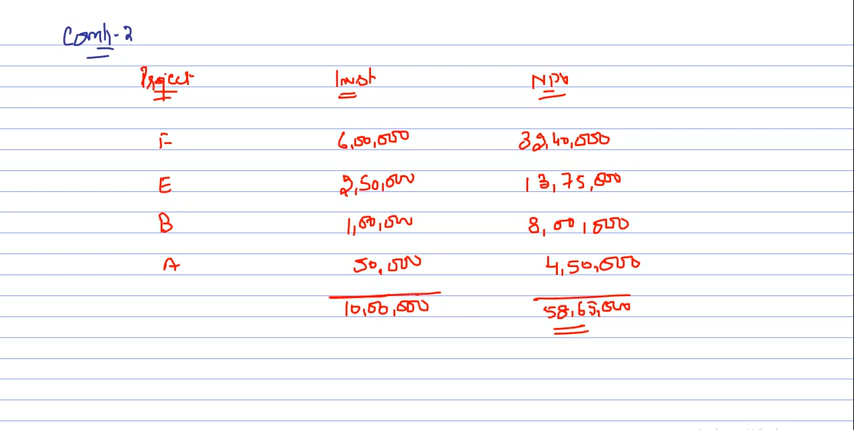 Comb-2
Project Invst NPV
F 6,00,000 32,40,000
E 2,50,000 13,75,000
B 1,00,000 8,00,000
A 50,000 4,50,000
10,00,000 58,65,000